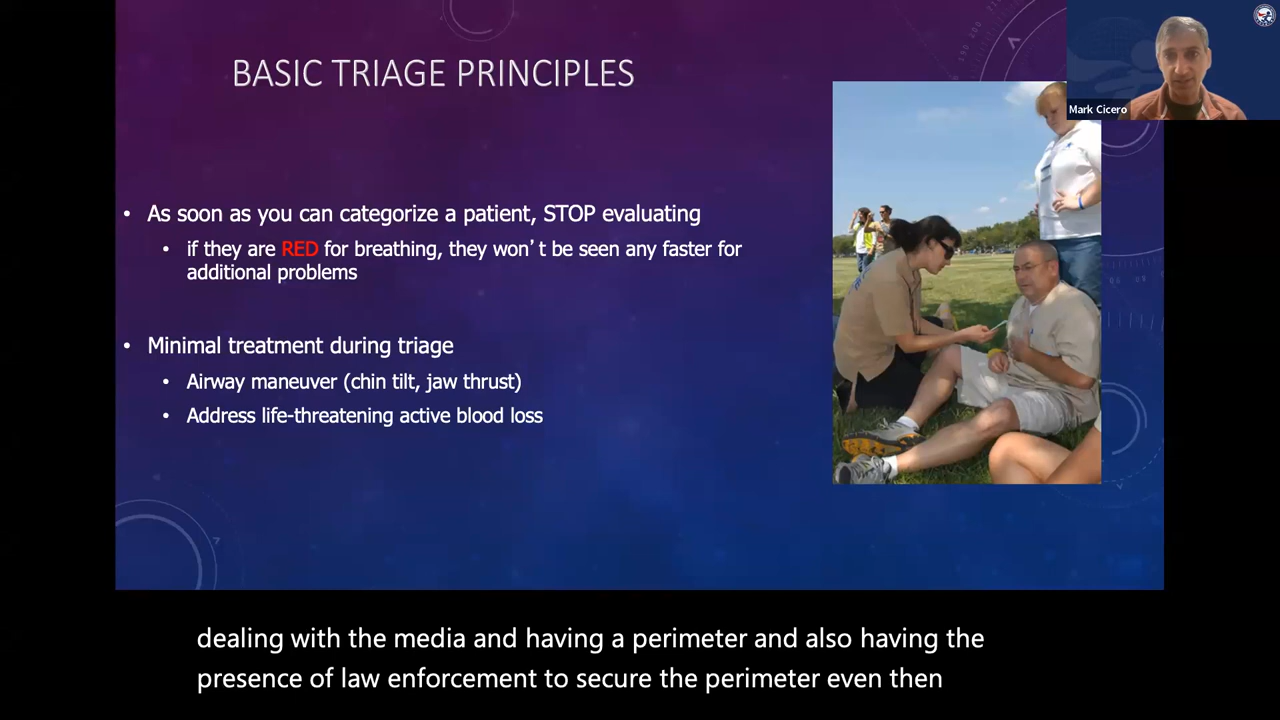 BASIC TRIAGE PRINCIPLES
Mark Cicero
• As soon as you can categorize a patient, STOP evaluating
• if they are RED for breathing, they won't be seen any faster for
additional problems
• Minimal treatment during triage
• Airway maneuver (chin tilt, jaw thrust)
• Address life-threatening active blood loss
dealing with the media and having a perimeter and also having the
presence of law enforcement to secure the perimeter even then